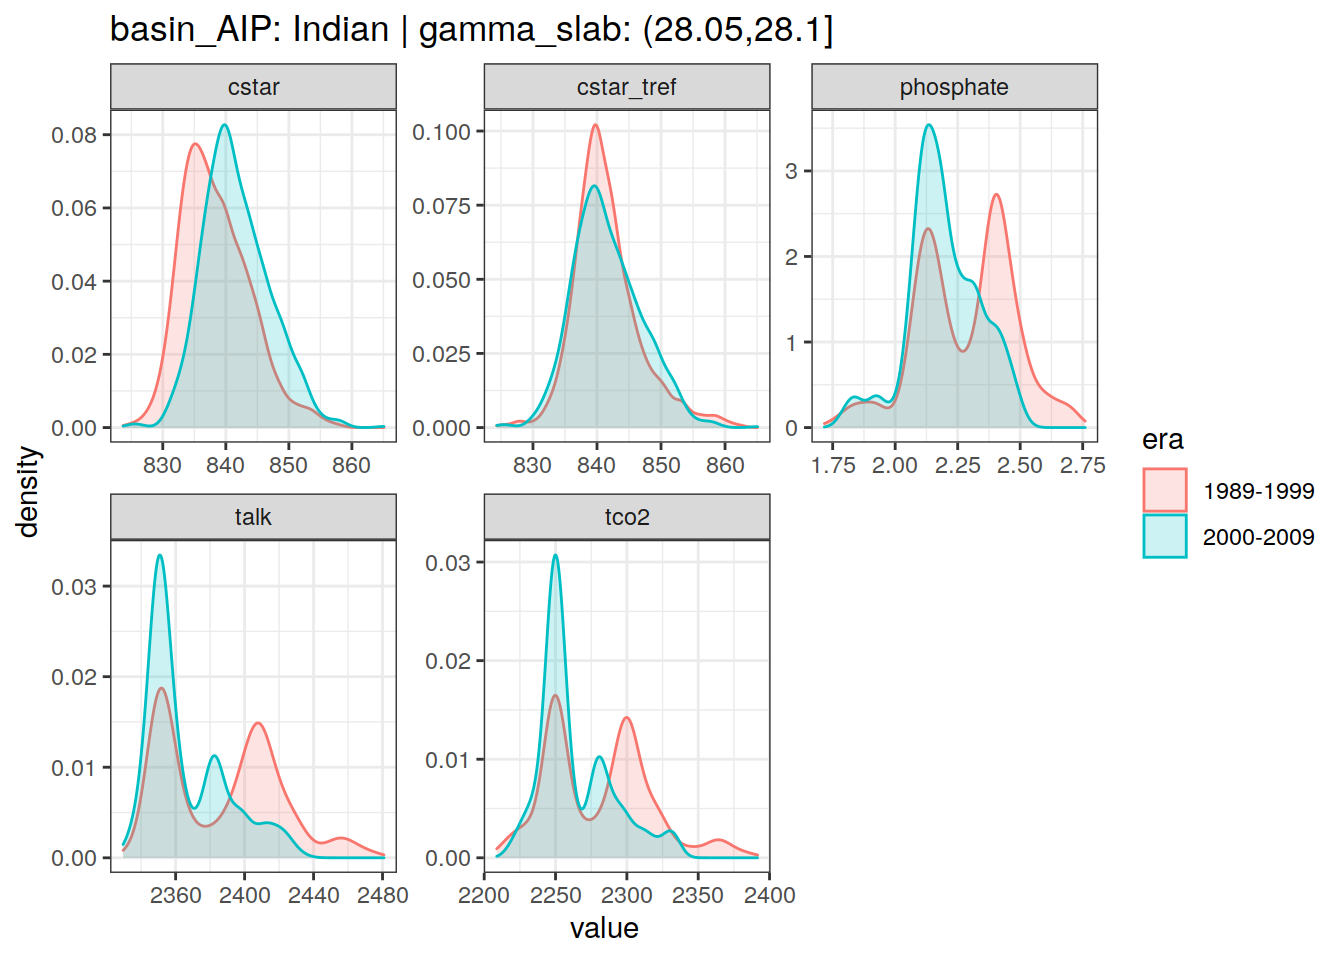 basin_AIP: Indian | gamma_slab: (28.05,28.1]
cstar
cstar_tref
phosphate
0.08
0.06
0.04
0.02
0.00
0.100
0.075
0.050
0.025
0.000
3
2
1
0
830 840 850 860
830 840 850 860
1.75 2.00 2.25 2.50 2.75
talk
tco2
0.03
0.02
0.01
0.00
0.03
0.02
0.01
0.00
2360 2400 2440 2480
2200 2250 2300 2350 2400
value
density
era
1989-1999
2000-2009